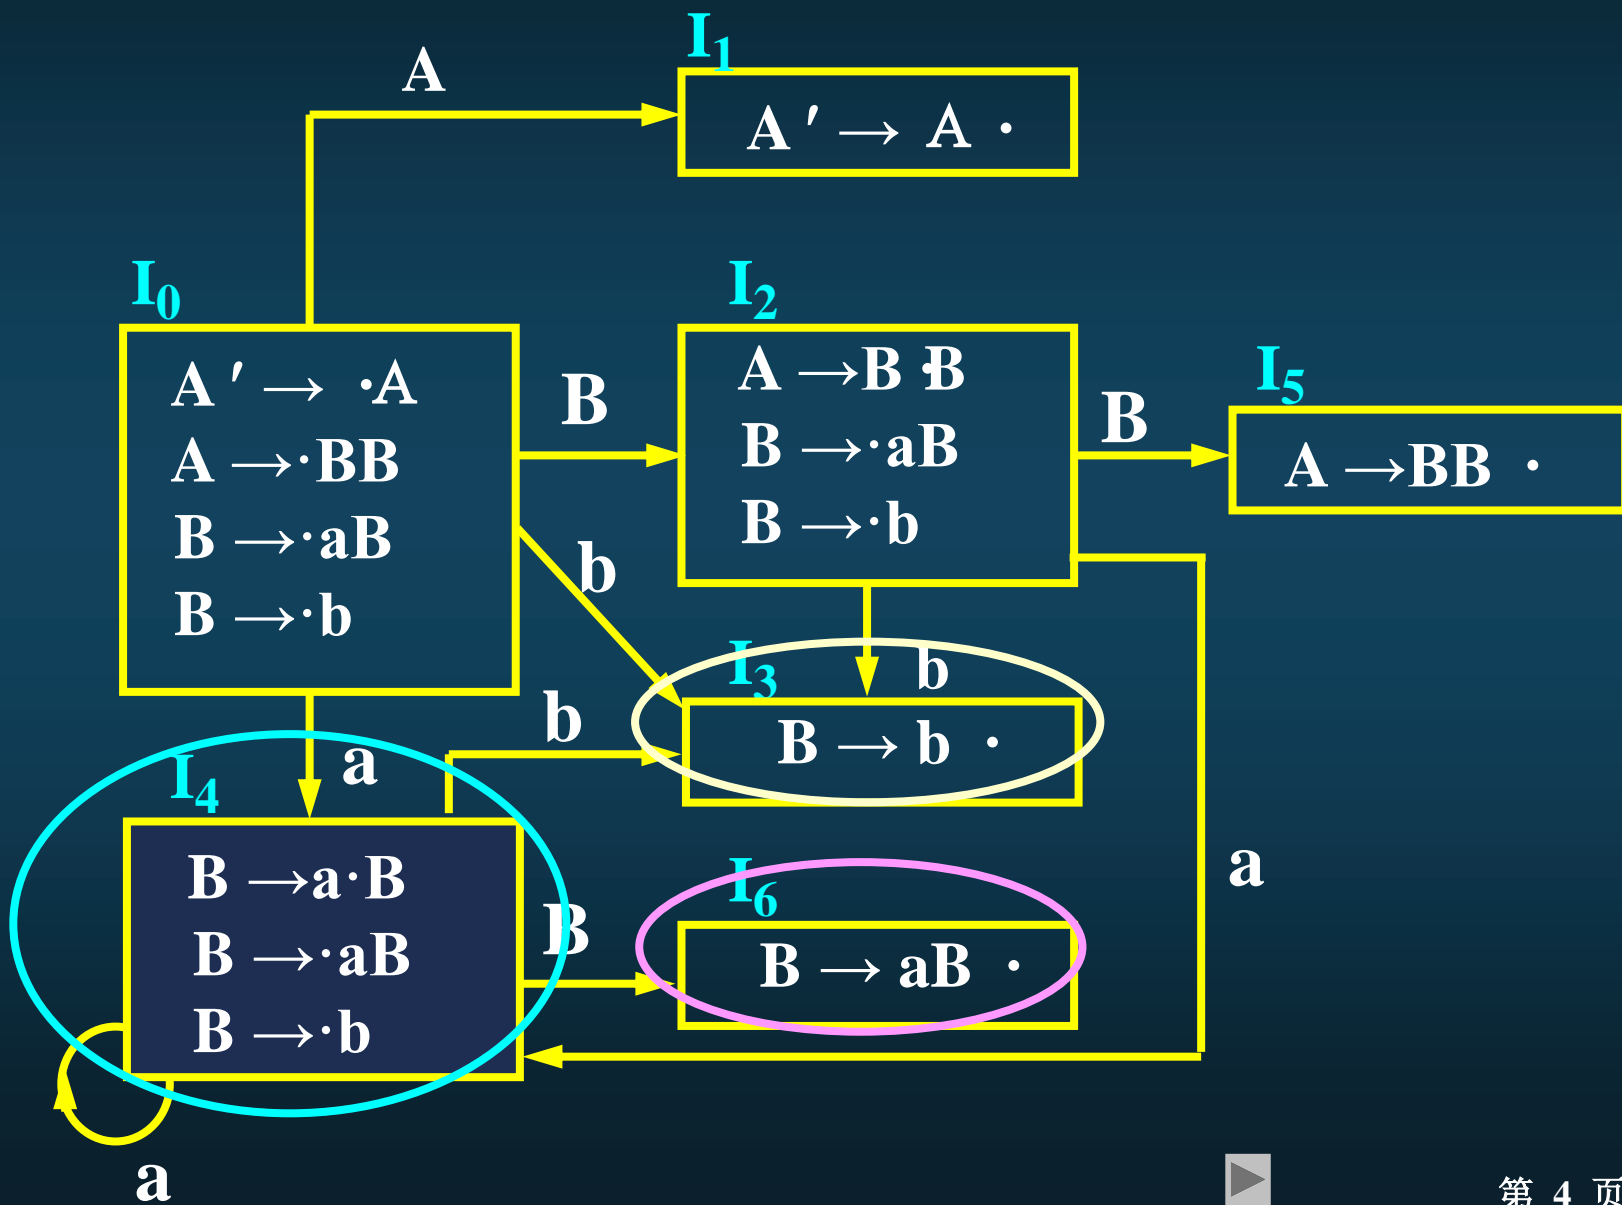 I1
A
A′→ A ·
I0
I2
A′→ ·A
A →·BB
B →·aB
B →·b
B
A →B ·B
B →·aB
B →·b
B
I5
A →BB ·
b
I3
b
B → b ·
b
a
I4
B →a·B
B →·aB
B →·b
B
I6
B → aB ·
a
a
第 4 页